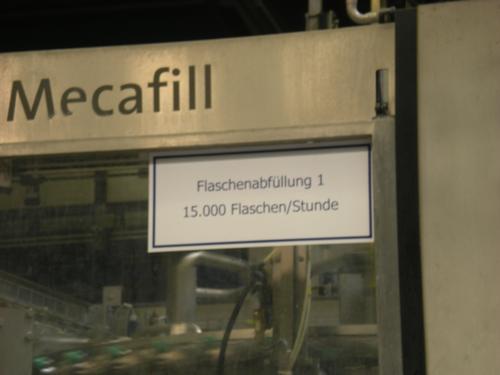 Mecafill
Flaschenabfüllung 1
15.000 Flaschen/Stunde